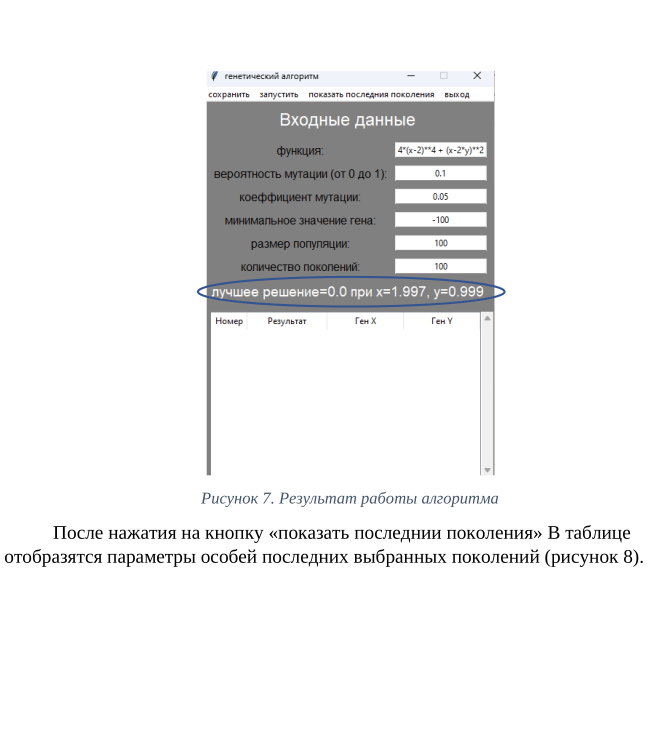 генетический алгоритм
сохранить запустить показать последния поколения выход
Входные данные
функция: 4*(x-2)**4 + (x-2*y)**2
вероятность мутации (от 0 до 1): 0.1
коеффициент мутации: 0.05
минимальное значение гена: -100
размер популяции: 100
количество поколений: 100
лучшее решение=0.0 при x=1.997, y=0.999
Номер Результат Ген X Ген Y
Рисунок 7. Результат работы алгоритма
После нажатия на кнопку «показать последнии поколения» В таблице
отобразятся параметры особей последних выбранных поколений (рисунок 8).